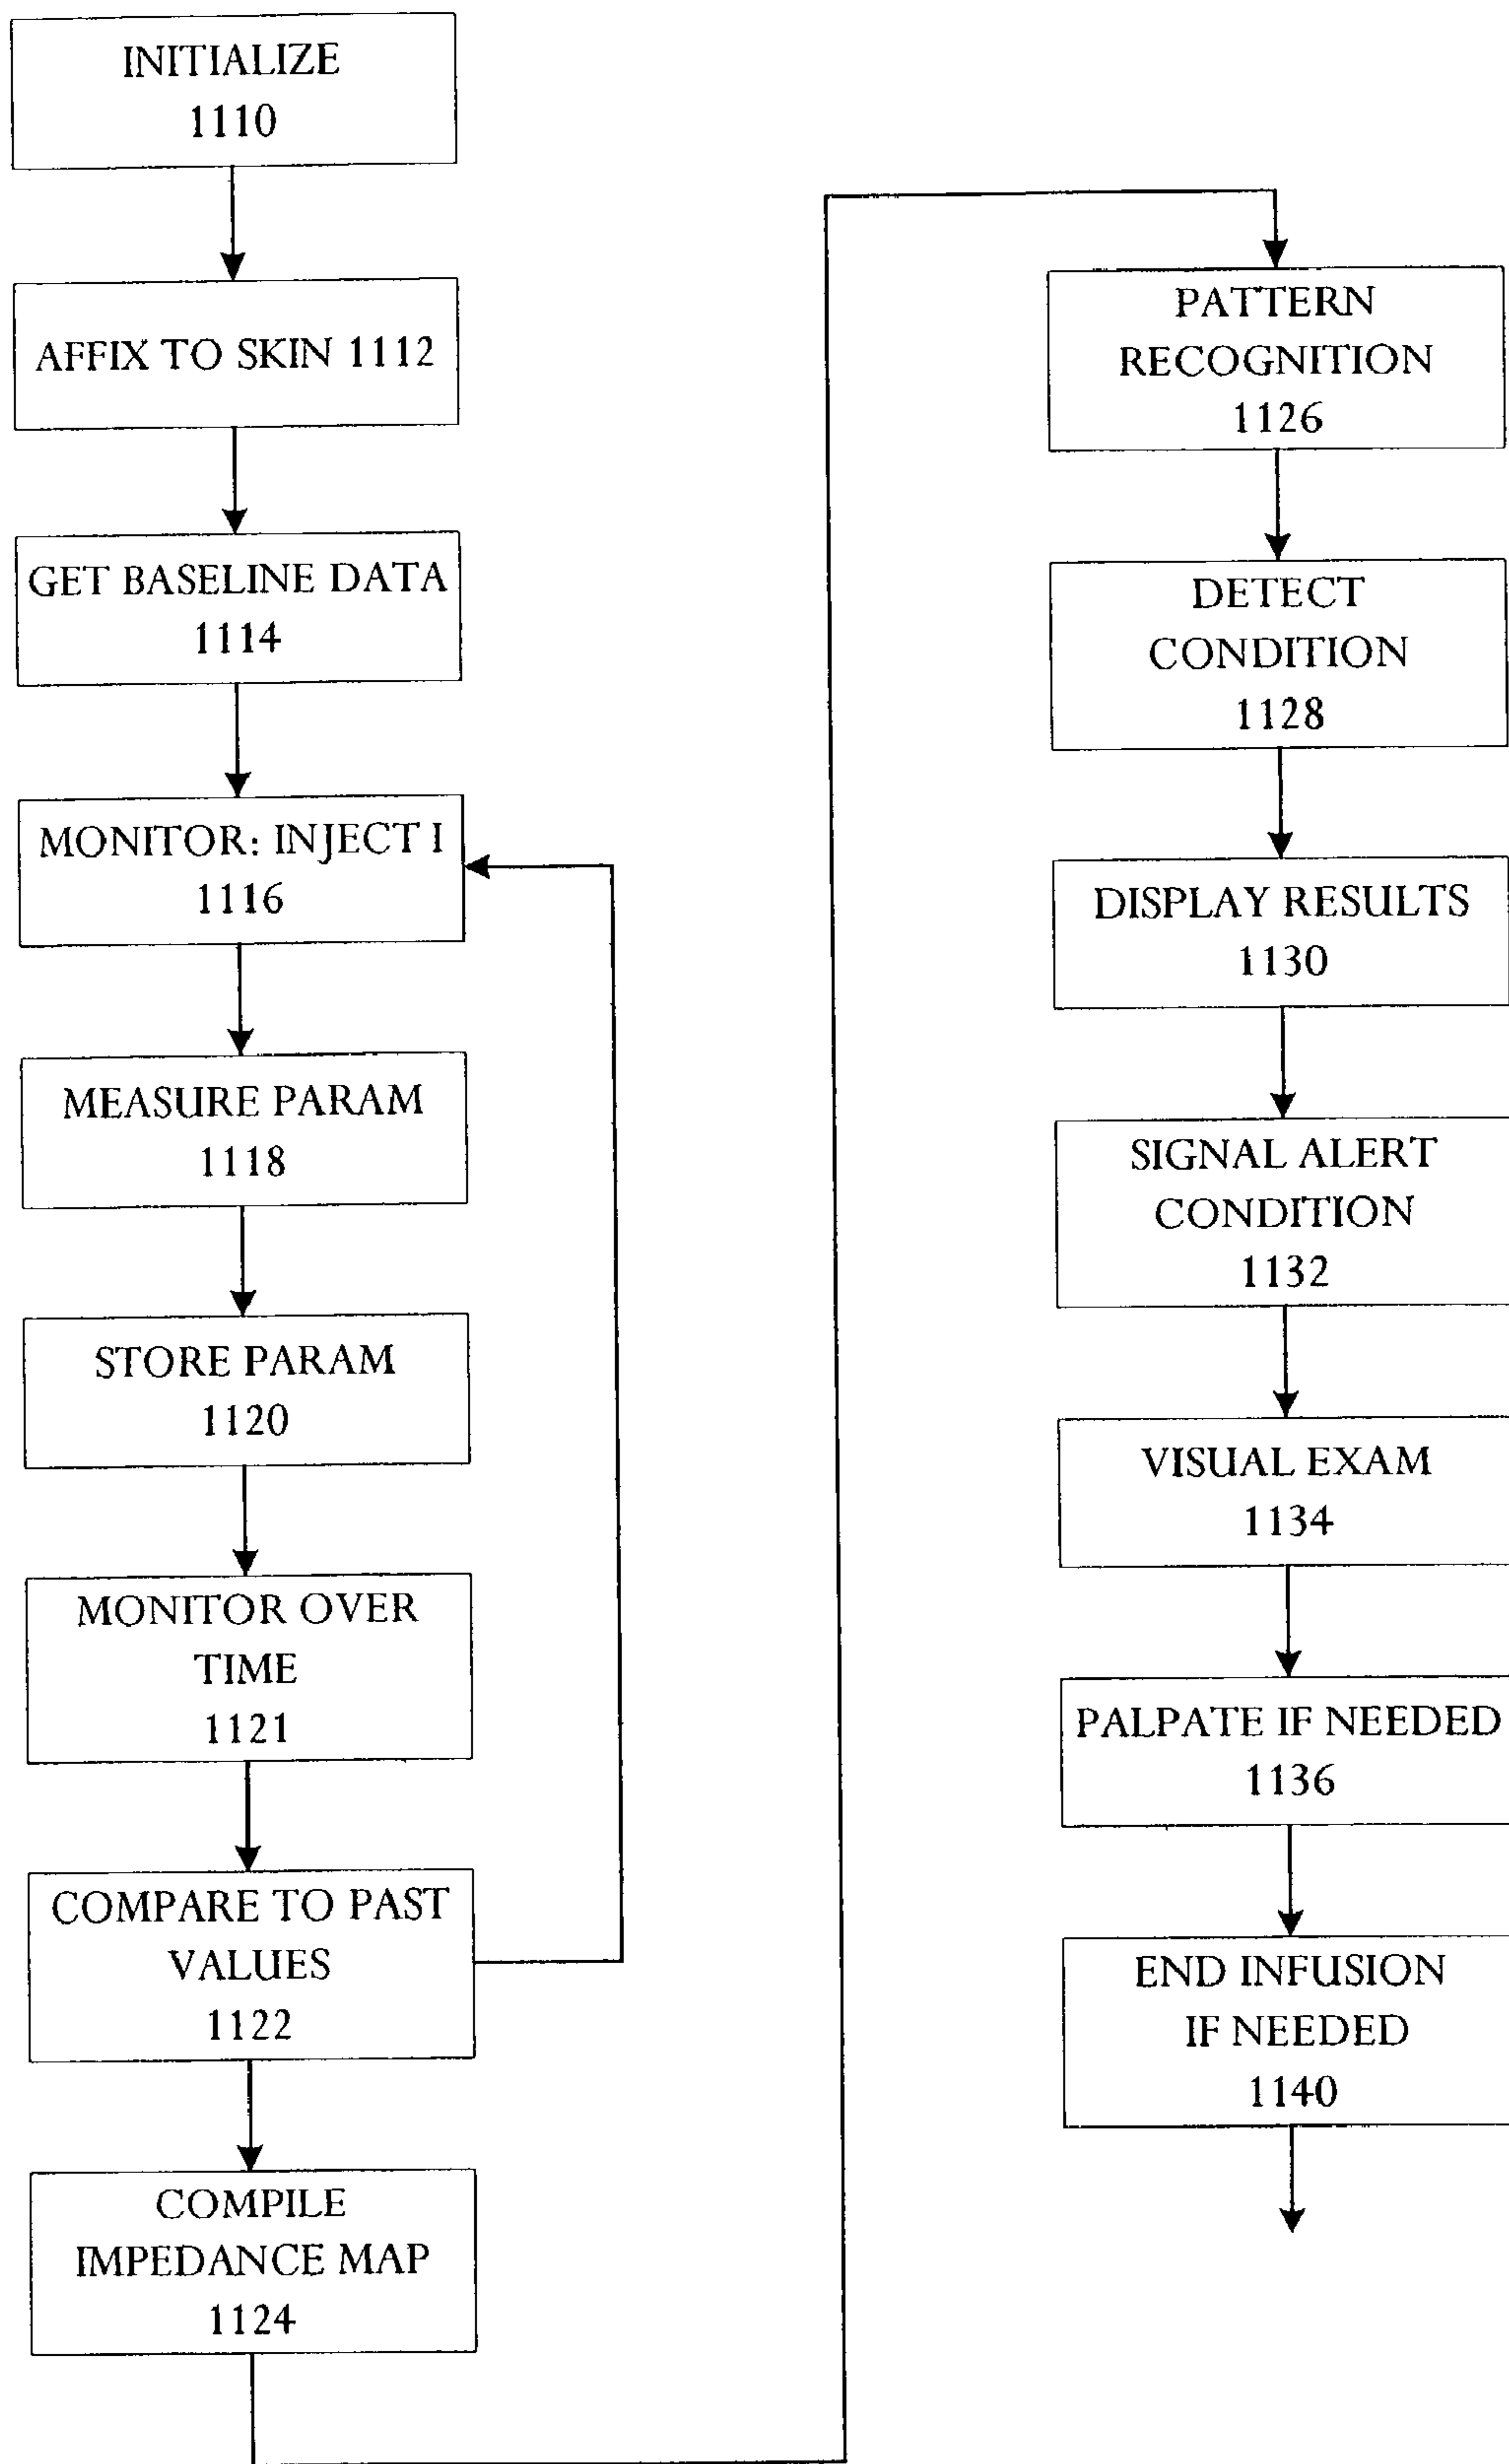 INITIALIZE
1110
AFFIX TO SKIN 1112
GET BASELINE DATA
1114
MONITOR: INJECT I
1116
MEASURE PARAM
1118
STORE PARAM
1120
MONITOR OVER
TIME
1121
COMPARE TO PAST
VALUES
1122
COMPILE
IMPEDANCE MAP
1124
PATTERN
RECOGNITION
1126
DETECT
CONDITION
1128
DISPLAY RESULTS
1130
SIGNAL ALERT
CONDITION
1132
VISUAL EXAM
1134
PALPATE IF NEEDED
1136
END INFUSION
IF NEEDED
1140